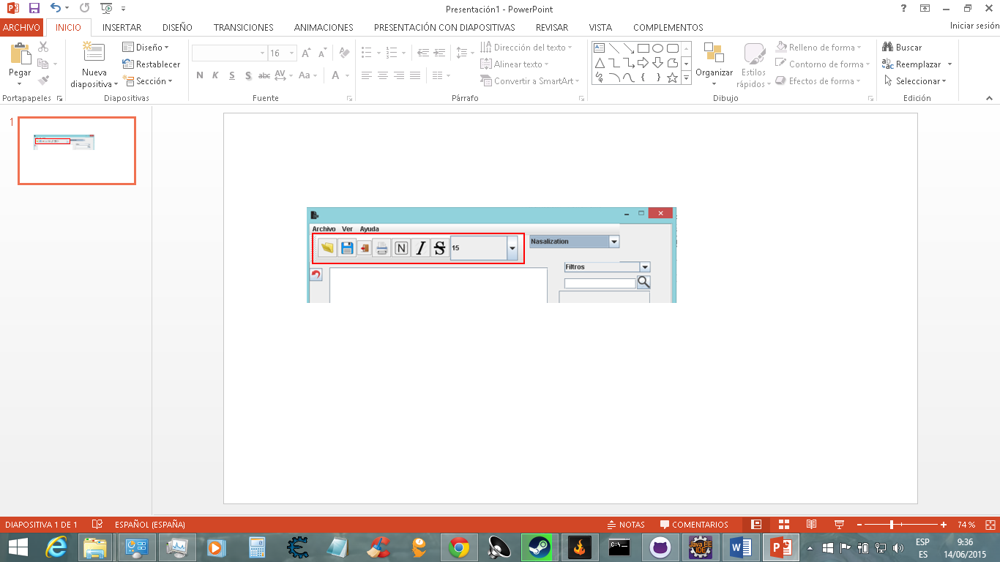 Presentación1 - PowerPoint
?
ARCHIVO INICIO INSERTAR DISEÑO TRANSICIONES ANIMACIONES PRESENTACIÓN CON DIAPOSITIVAS REVISAR VISTA COMPLEMENTOS Iniciar sesión
Pegar
Portapapeles
Nueva diapositiva
Diseño
Restablecer
Sección
Diapositivas
16
A A
N K S S abc AV Aa A
Fuente
Dirección del texto
Alinear texto
Convertir a SmartArt
Párrafo
Organizar
Estilos rápidos
Relleno de forma
Contorno de forma
Efectos de forma
Dibujo
Buscar
Reemplazar
Seleccionar
Edición
1
Archivo Ver Ayuda
N I S 15
Nasalization
Filtros
DIAPOSITIVA 1 DE 1 ESPAÑOL (ESPAÑA) NOTAS COMENTARIOS 74 %
C:\_
Java EE
IDE
ESP
ES
9:36
14/06/2015